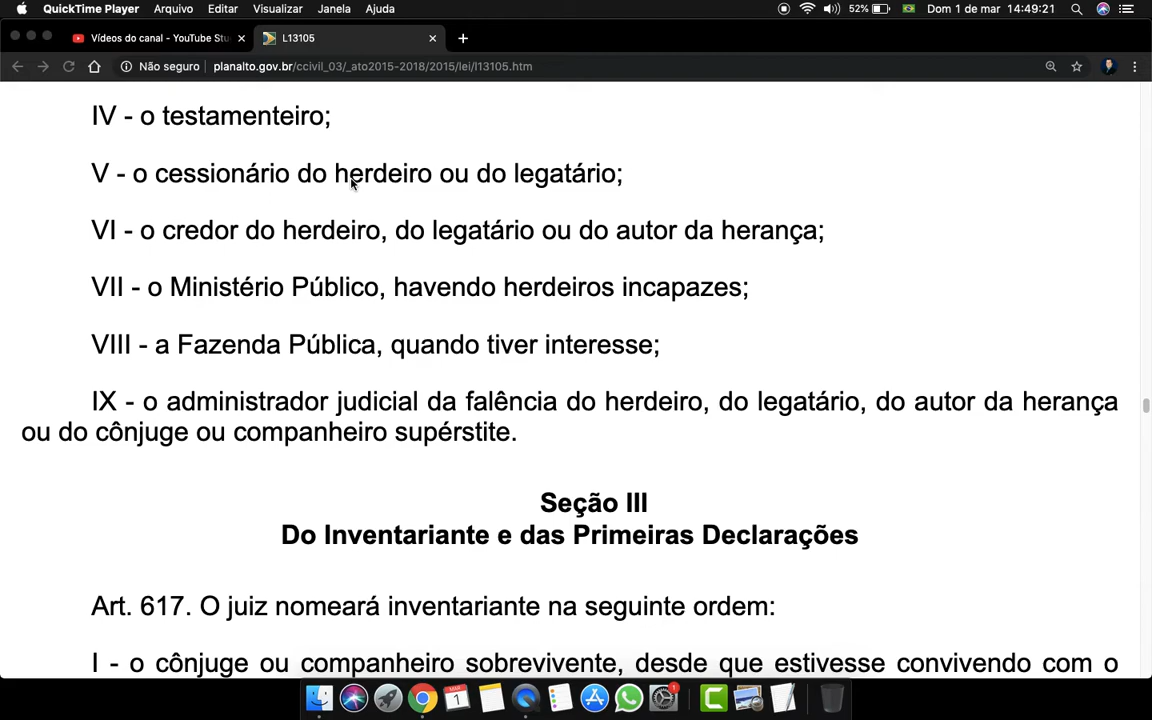 QuickTime Player Arquivo Editar Visualizar Janela Ajuda 52% Dom 1 de mar 14:49:21
Vídeos do canal - YouTube Stu L13105
Não seguro planalto.gov.br/ccivil_03/_ato2015-2018/2015/lei/l13105.htm
IV - o testamenteiro;
V - o cessionário do herdeiro ou do legatário;
VI - o credor do herdeiro, do legatário ou do autor da herança;
VII - o Ministério Público, havendo herdeiros incapazes;
VIII - a Fazenda Pública, quando tiver interesse;
IX - o administrador judicial da falência do herdeiro, do legatário, do autor da herança
ou do cônjuge ou companheiro supérstite.
Seção III
Do Inventariante e das Primeiras Declarações
Art. 617. O juiz nomeará inventariante na seguinte ordem:
I - o cônjuge ou companheiro sobrevivente, desde que estivesse convivendo com o
1
1